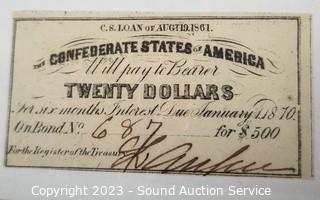 C.S. LOAN OF AUGT. 19. 1861.
THE CONFEDERATE STATES OF AMERICA
Will pay to Bearer
TWENTY DOLLARS
For six months Interest Due January 1. 1870.
On Bond No. 687 for $500
For the Register of the Treasury
Copyright 2023 - Sound Auction Service